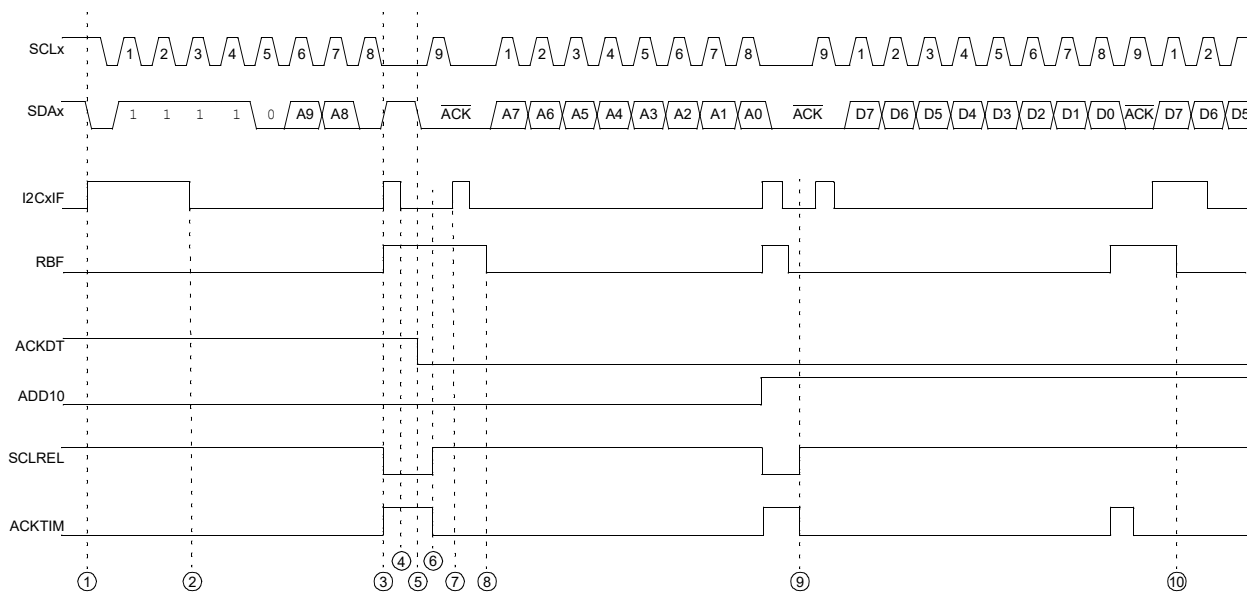 SCLx 1 2 3 4 5 6 7 8 9 1 2 3 4 5 6 7 8 9 1 2 3 4 5 6 7 8 9 1 2
SDAx 1 1 1 1 0 A9 A8 ACK A7 A6 A5 A4 A3 A2 A1 A0 ACK D7 D6 D5 D4 D3 D2 D1 D0 ACK D7 D6 D5
I2CxIF
RBF
ACKDT
ADD10
SCLREL
ACKTIM
4 6
1 2 3 5 7 8 9 10